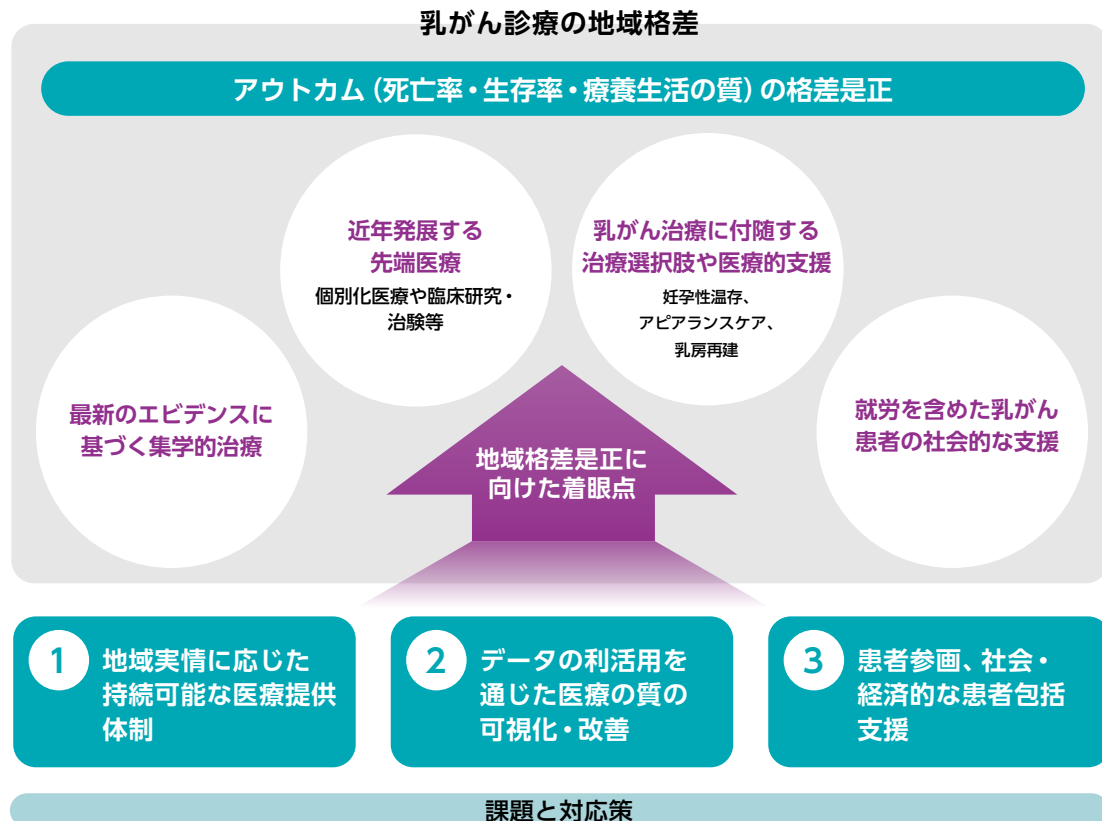 乳がん診療の地域格差
アウトカム（死亡率・生存率・療養生活の質）の格差是正
近年発展する
先端医療
個別化医療や臨床研究・
治験等
乳がん治療に付随する
治療選択肢や医療的支援
妊孕性温存、
アピアランスケア、
乳房再建
最新のエビデンスに
基づく集学的治療
就労を含めた乳がん
患者の社会的な支援
地域格差是正に
向けた着眼点
1 地域実情に応じた
持続可能な医療提供
体制
2 データの利活用を
通じた医療の質の
可視化・改善
3 患者参画、社会・
経済的な患者包括
支援
課題と対応策